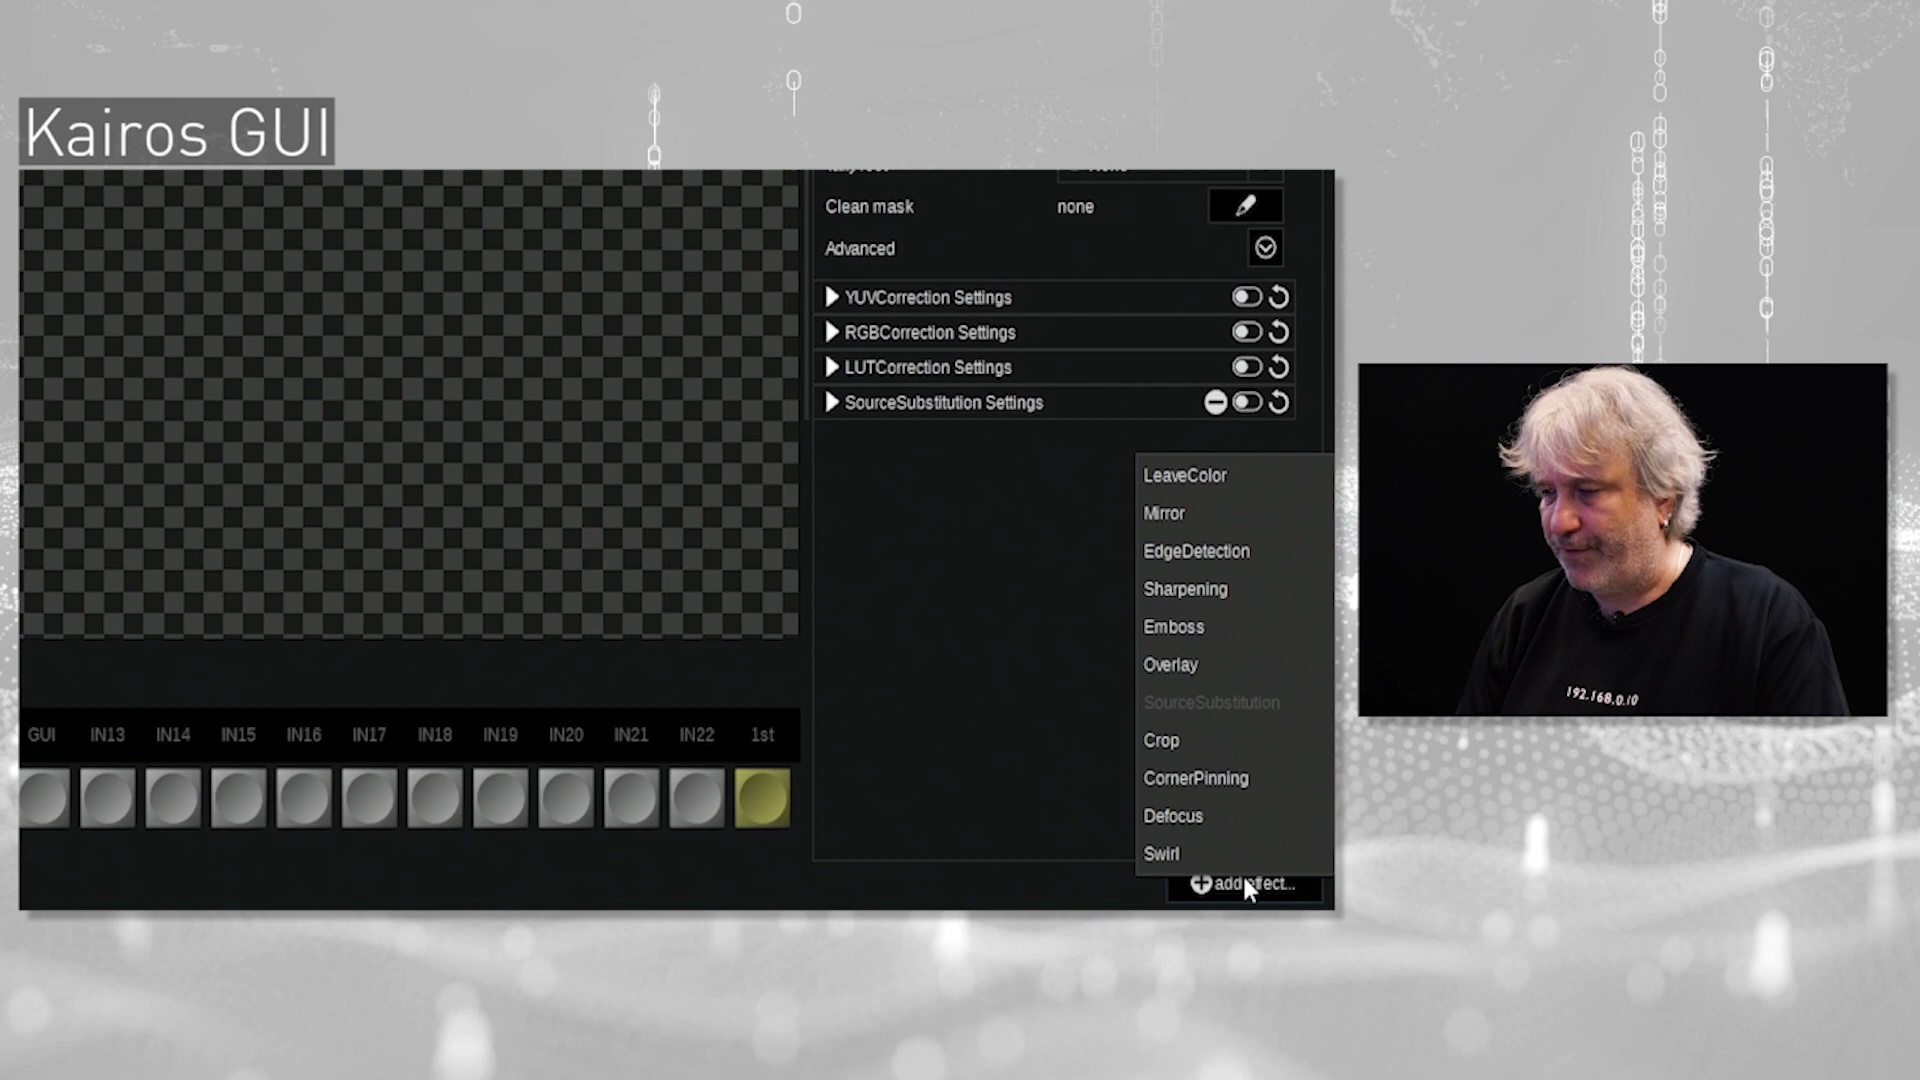 Kairos GUI
Clean mask none
Advanced
YUVCorrection Settings
RGBCorrection Settings
LUTCorrection Settings
SourceSubstitution Settings
LeaveColor
Mirror
EdgeDetection
Sharpening
Emboss
Overlay
SourceSubstitution
Crop
CornerPinning
Defocus
Swirl
add effect...
GUI IN13 IN14 IN15 IN16 IN17 IN18 IN19 IN20 IN21 IN22 1st
192.168.0.10